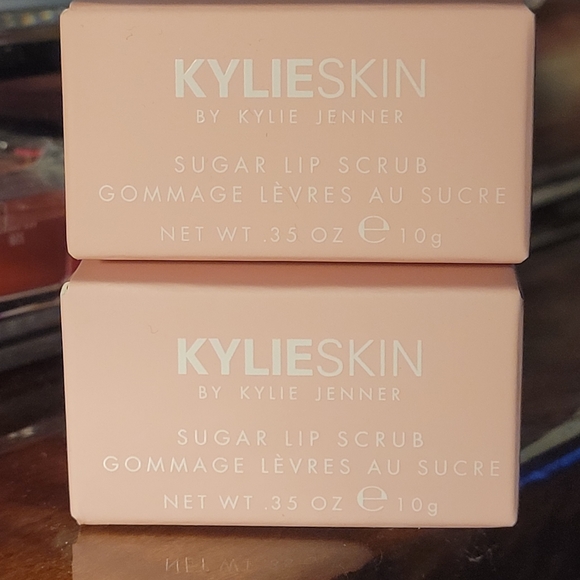 KYLIESKIN
BY KYLIE JENNER
SUGAR LIP SCRUB
GOMMAGE LÈVRES AU SUCRE
NET WT .35 OZ ℮ 10g
KYLIESKIN
BY KYLIE JENNER
SUGAR LIP SCRUB
GOMMAGE LÈVRES AU SUCRE
NET WT .35 OZ ℮ 10g